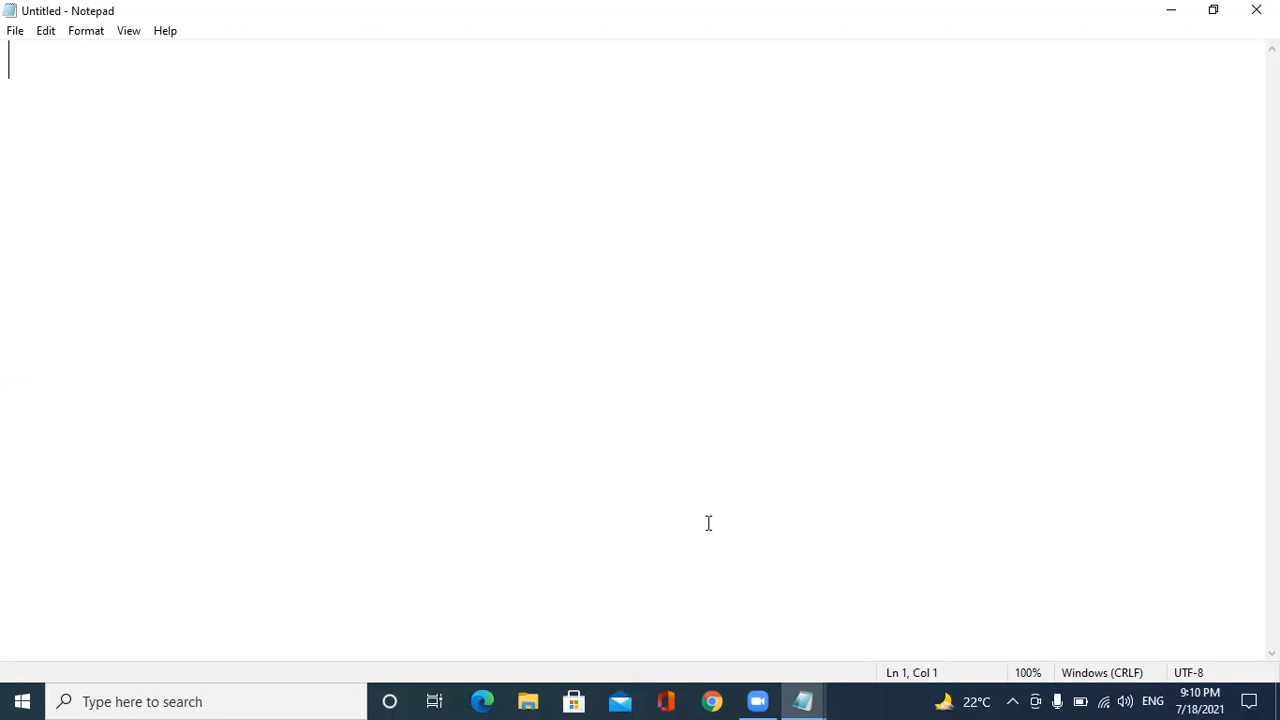 Untitled - Notepad
File Edit Format View Help
Ln 1, Col 1 100% Windows (CRLF) UTF-8
Type here to search 22°C ENG 9:10 PM
7/18/2021